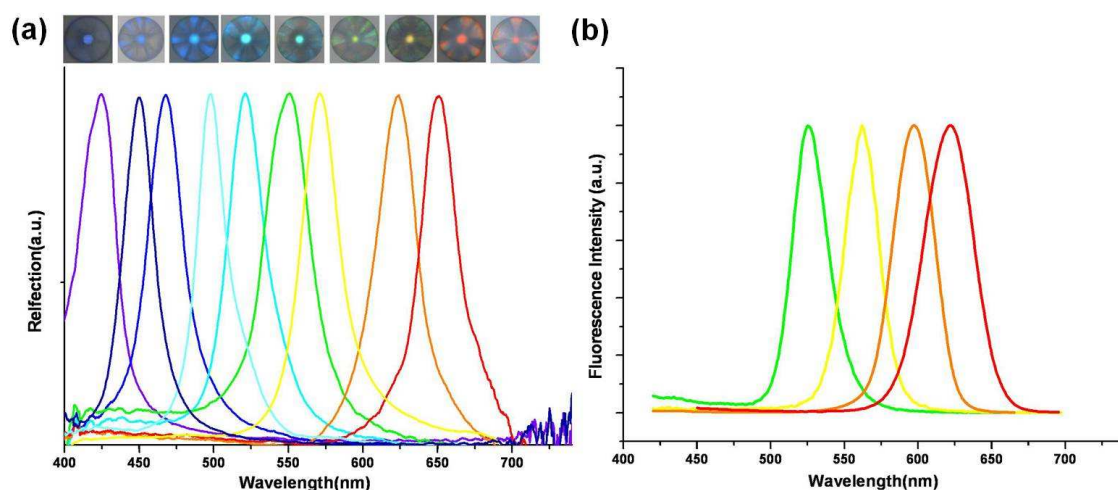 (a)
Relfection(a.u.)
400 450 500 550 600 650 700
Wavelength(nm)
(b)
Fluorescence Intensity (a.u.)
400 450 500 550 600 650 700
Wavelength(nm)